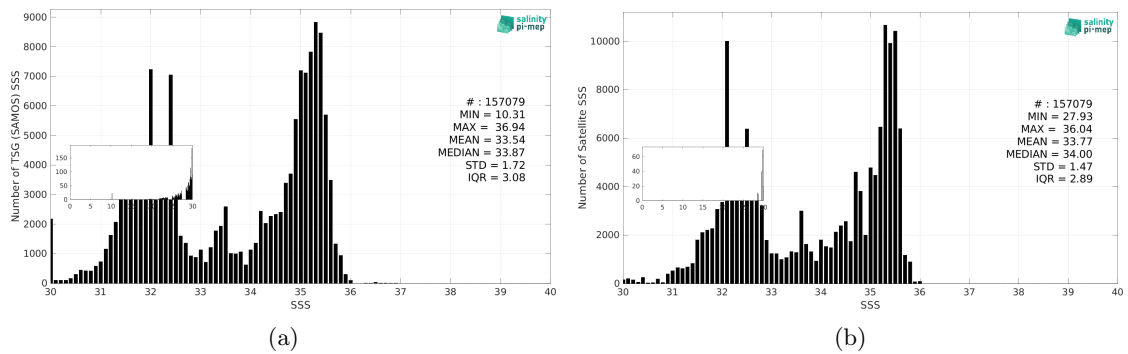 9000
8000
7000
6000
5000
4000
3000
2000
1000
0
Number of TSG (SAMOS) SSS
salinity
pi-mep
# : 157079
MIN = 10.31
MAX = 36.94
MEAN = 33.54
MEDIAN = 33.87
STD = 1.72
IQR = 3.08
150
100
50
0
0 5 10 15 20 25 30
30 31 32 33 34 35 36 37 38 39 40
SSS
(a)
10000
8000
6000
4000
2000
0
Number of Satellite SSS
salinity
pi-mep
# : 157079
MIN = 27.93
MAX = 36.04
MEAN = 33.77
MEDIAN = 34.00
STD = 1.47
IQR = 2.89
60
40
20
0
0 5 10 15 20 25 30
30 31 32 33 34 35 36 37 38 39 40
SSS
(b)